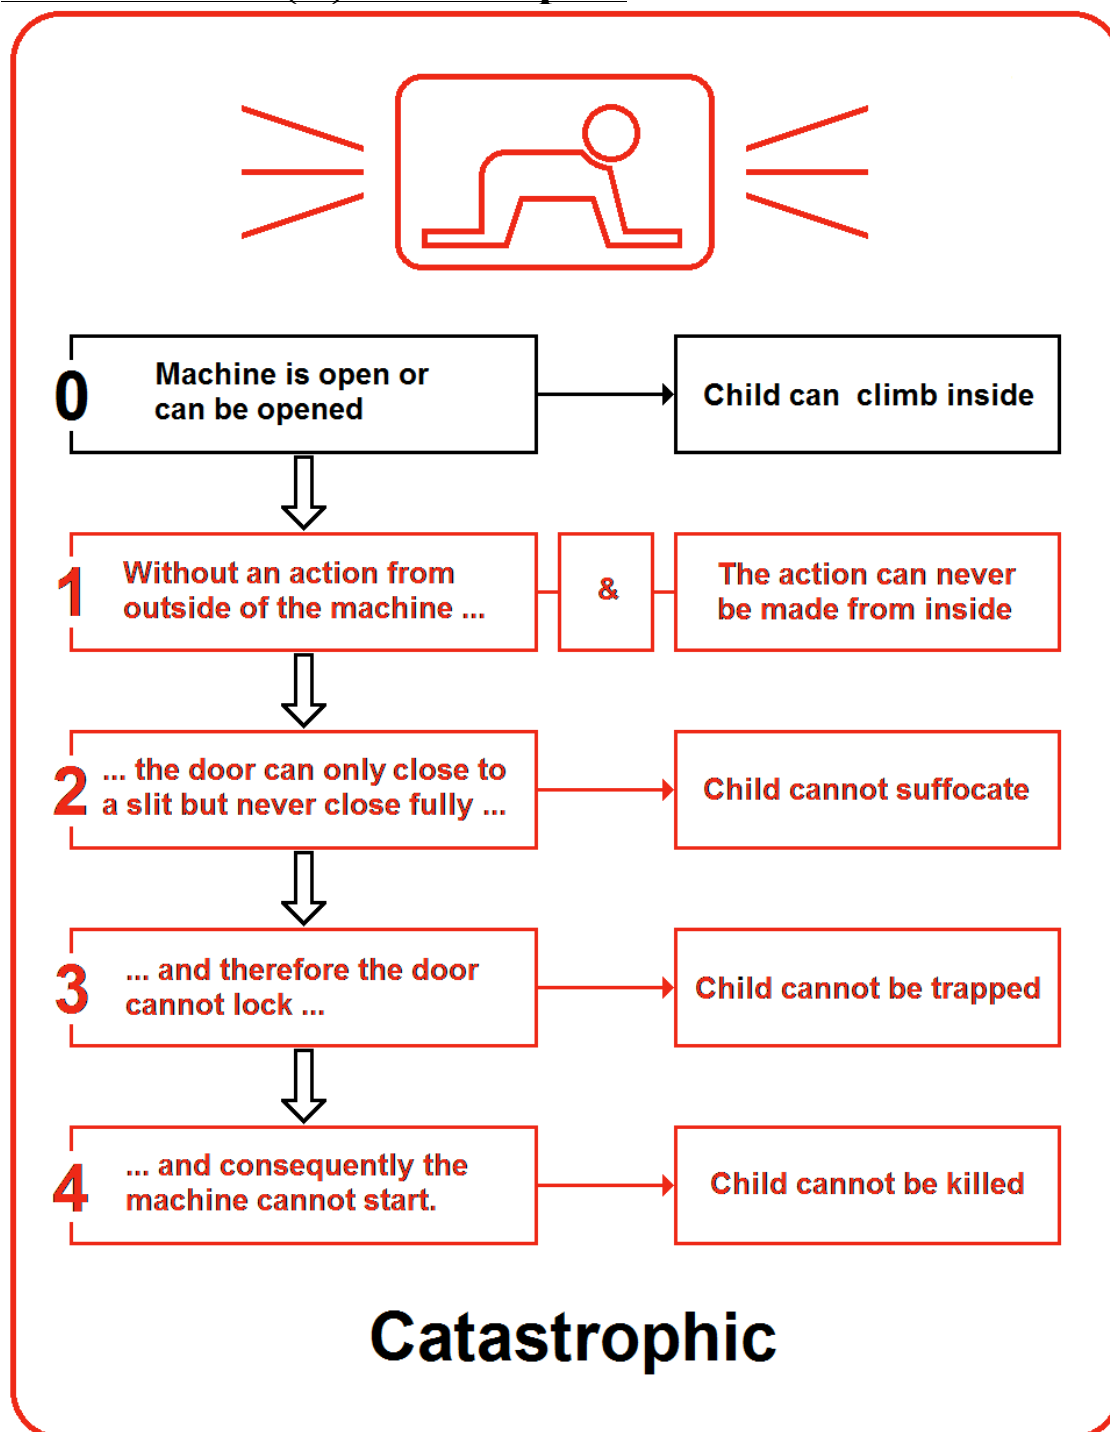 0
Machine is open or
can be opened
Child can climb inside
1
Without an action from
outside of the machine ...
&
The action can never
be made from inside
2
... the door can only close to
a slit but never close fully ...
Child cannot suffocate
3
... and therefore the door
cannot lock ...
Child cannot be trapped
4
... and consequently the
machine cannot start.
Child cannot be killed
Catastrophic